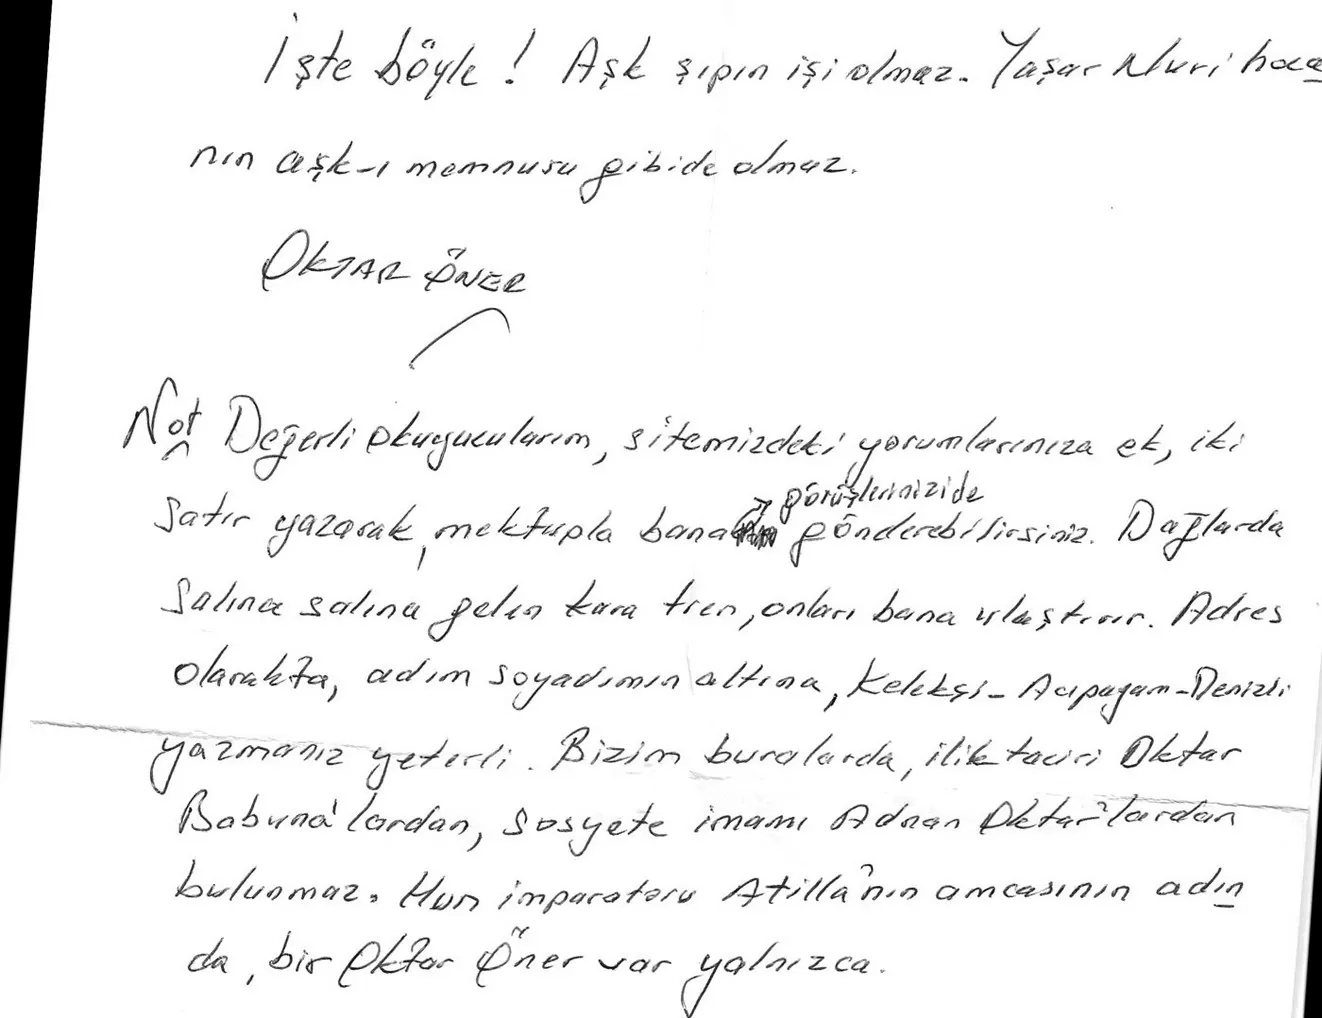 İşte böyle! Aşk şıpın işi olmaz. Yaşar Nuri hoca
nın aşk-ı memnusu gibide olmaz.
OKTAR ÖNER
Not Değerli okuyucularım, sitemizdeki yorumlarınıza ek, iki
görüşlerinizide
satır yazarak, mektupla bana gönderebilirsiniz. Dağlarda
salına salına gelen kara tren, onları bana ulaştırır. Adres
olarakta, adım soyadımın altına, Kelekçi-Acıpayam-Denizli
yazmanız yeterli. Bizim buralarda, ilik taciri Oktar
Babuna'lardan, sosyete imamı Adnan Oktar'lardan
bulunmaz. Hun imparatoru Atilla'nın amcasının adın
da, bir Oktar Öner var yalnızca.